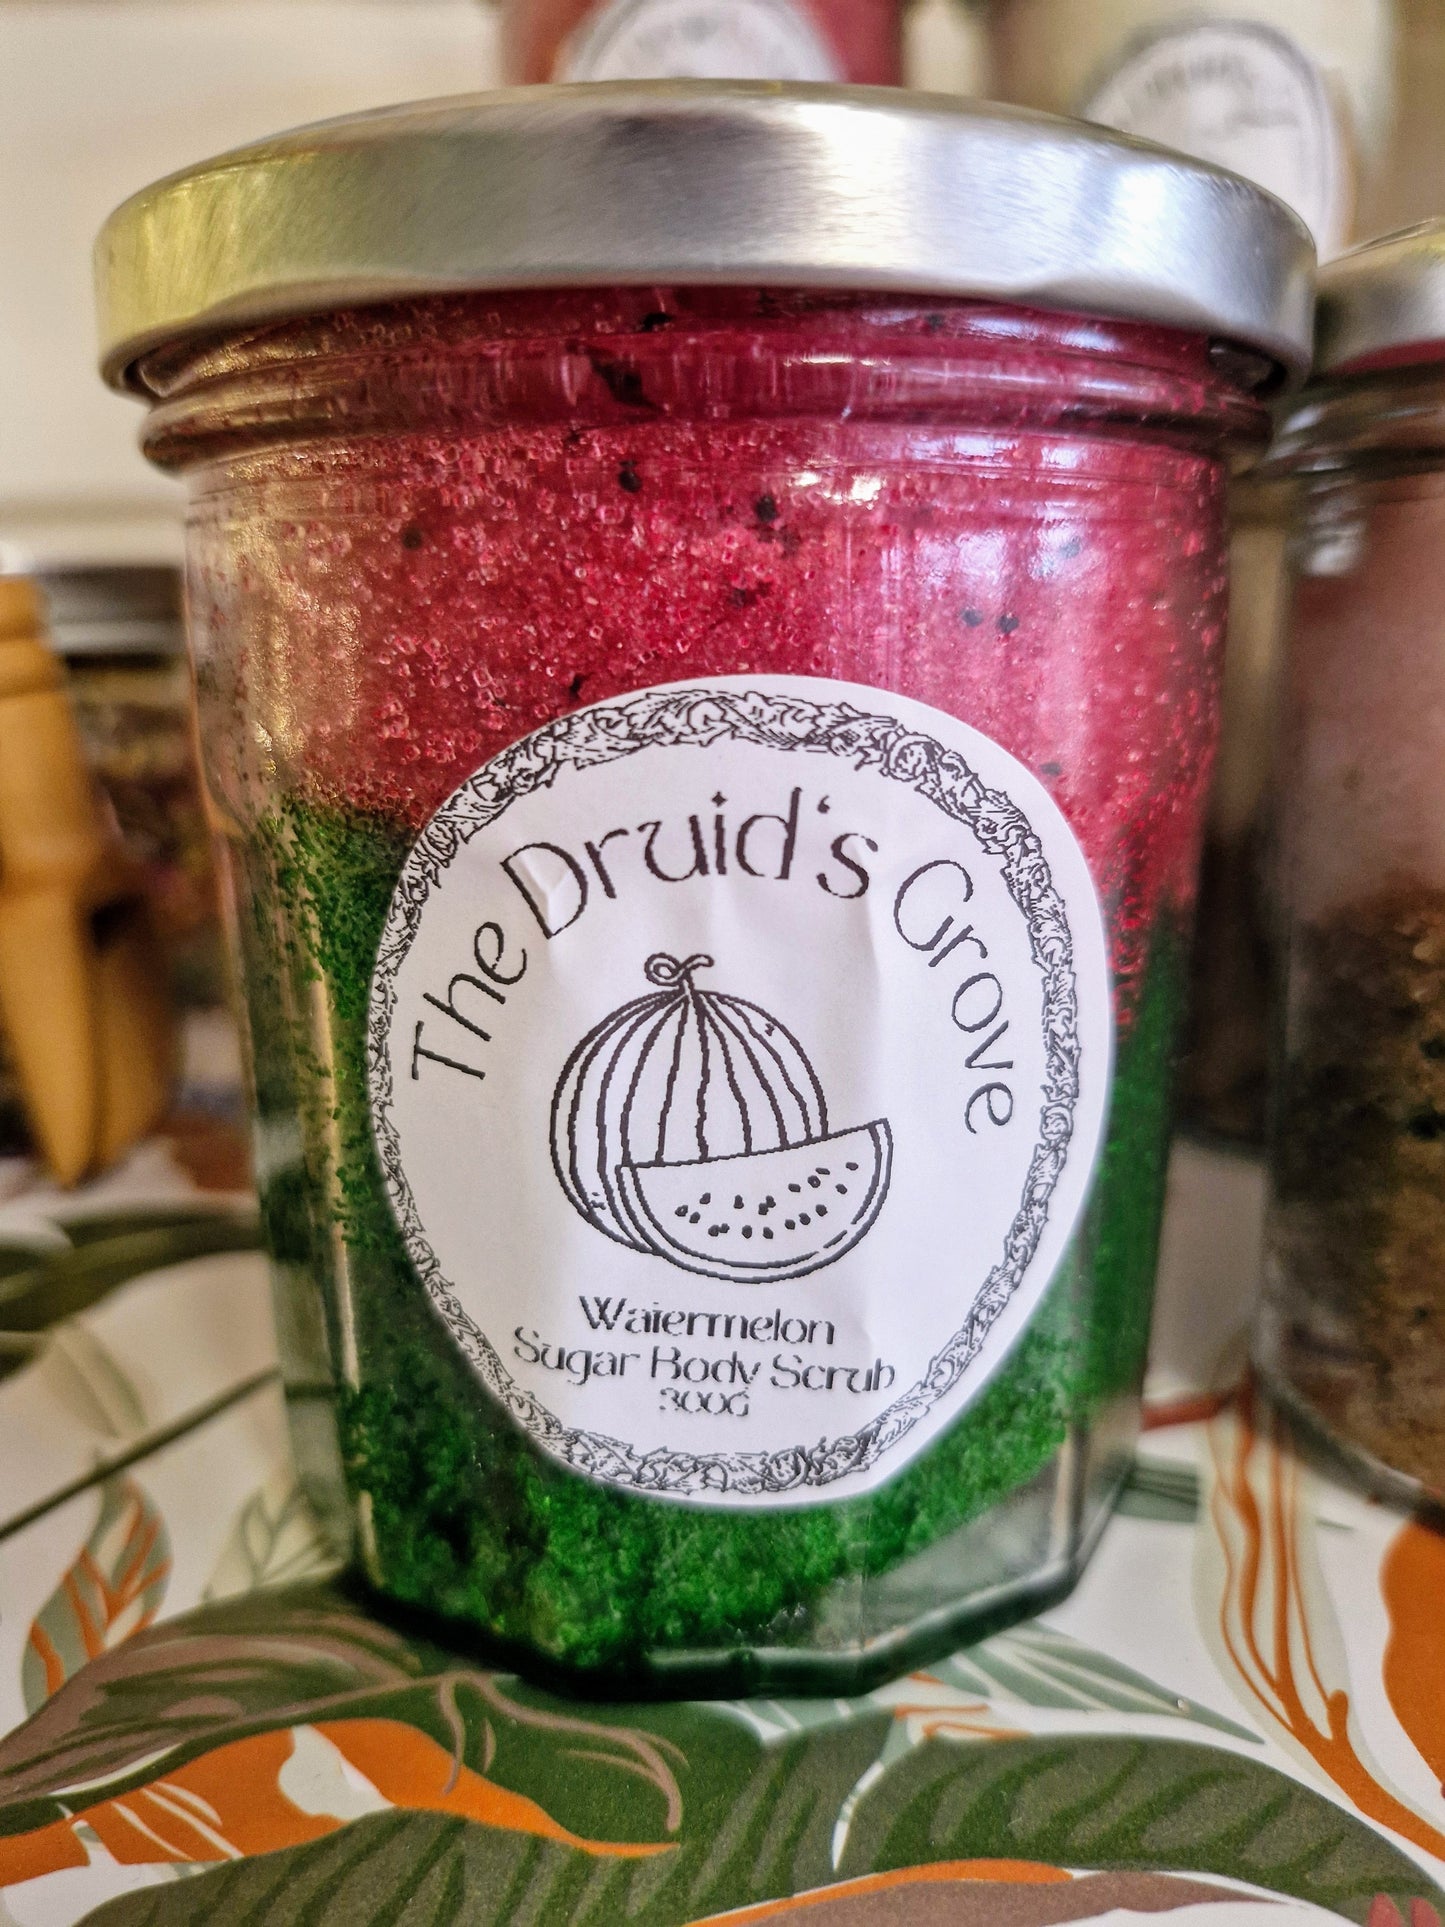 The Druid's Grove
Watermelon
Sugar Body Scrub
300G